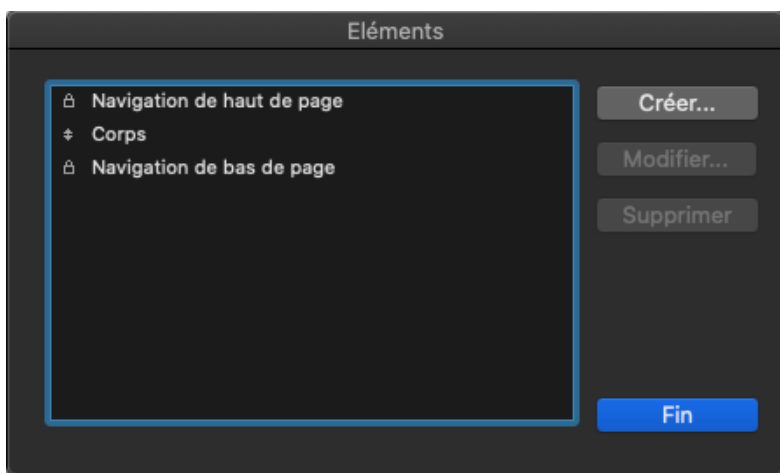 Eléments
Navigation de haut de page
Corps
Navigation de bas de page
Créer...
Modifier...
Supprimer
Fin